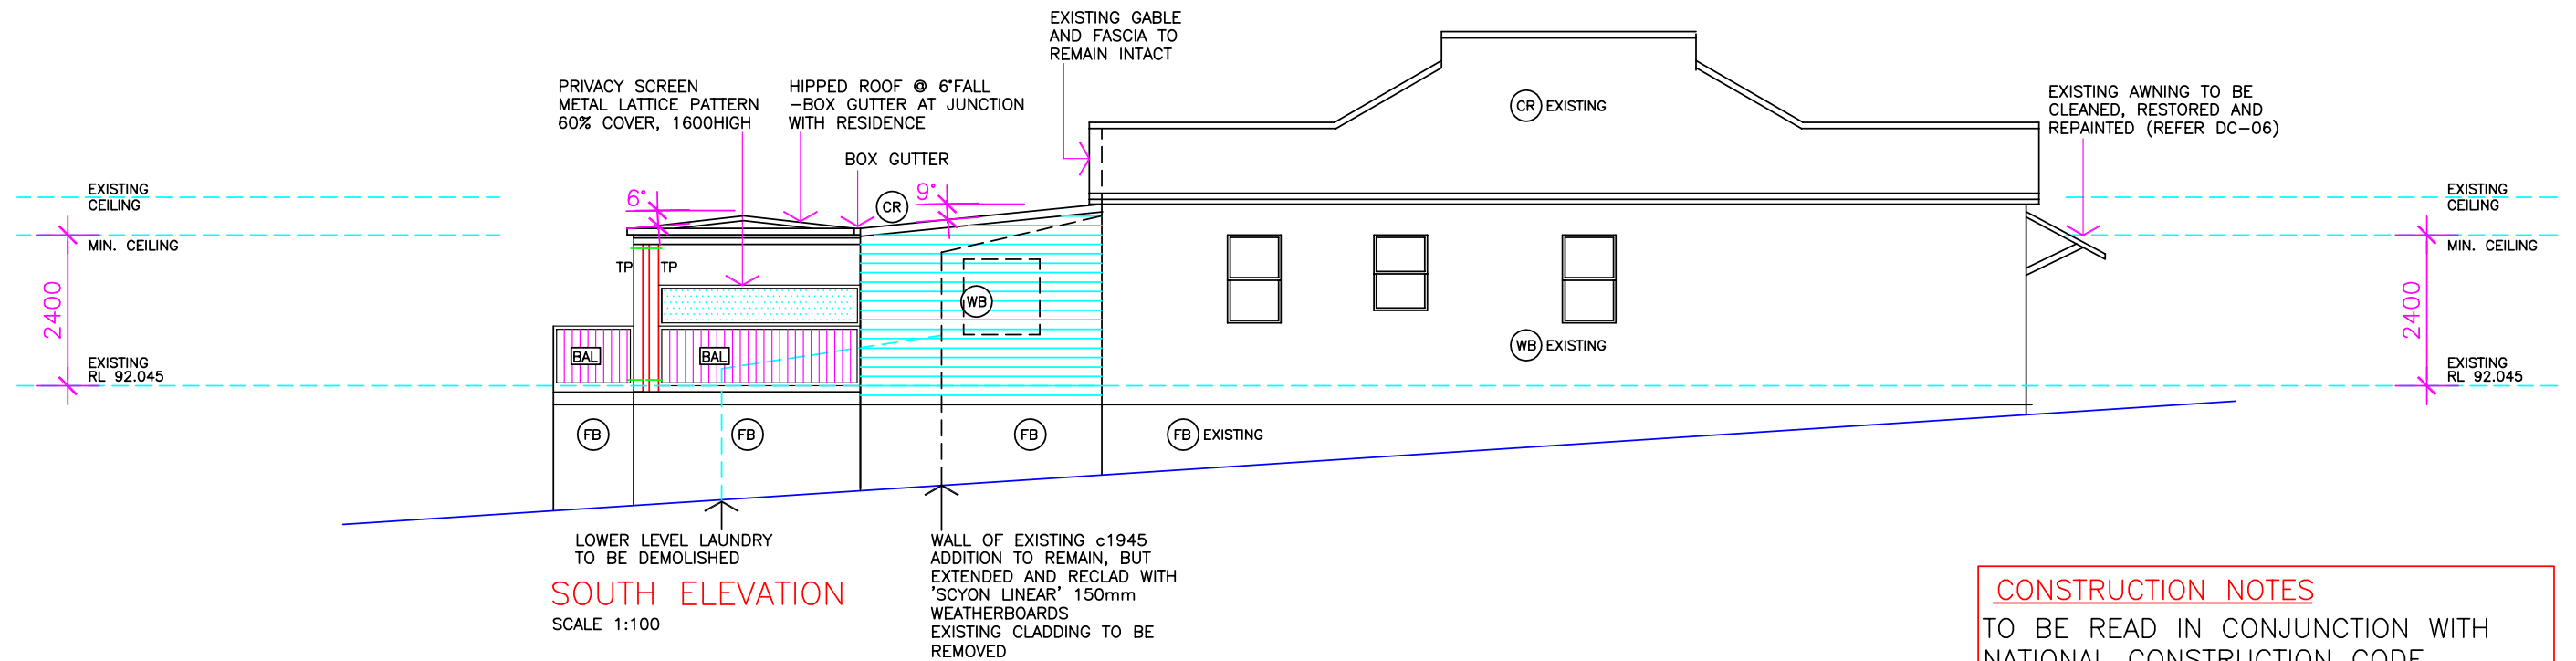 EXISTING GABLE
AND FASCIA TO
REMAIN INTACT
PRIVACY SCREEN
METAL LATTICE PATTERN
60% COVER, 1600HIGH
HIPPED ROOF @ 6°FALL
-BOX GUTTER AT JUNCTION
WITH RESIDENCE
BOX GUTTER
CR EXISTING
EXISTING AWNING TO BE
CLEANED, RESTORED AND
REPAINTED (REFER DC-06)
EXISTING
CEILING
6°
CR
9°
EXISTING
CEILING
MIN. CEILING
MIN. CEILING
TP
TP
2400
WB
2400
BAL
BAL
WB EXISTING
EXISTING
RL 92.045
EXISTING
RL 92.045
FB
FB
FB
FB EXISTING
LOWER LEVEL LAUNDRY
TO BE DEMOLISHED
WALL OF EXISTING c1945
ADDITION TO REMAIN, BUT
EXTENDED AND RECLAD WITH
'SCYON LINEAR' 150mm
WEATHERBOARDS
EXISTING CLADDING TO BE
REMOVED
SOUTH ELEVATION
SCALE 1:100
CONSTRUCTION NOTES
TO BE READ IN CONJUNCTION WITH
NATIONAL CONSTRUCTION CODE